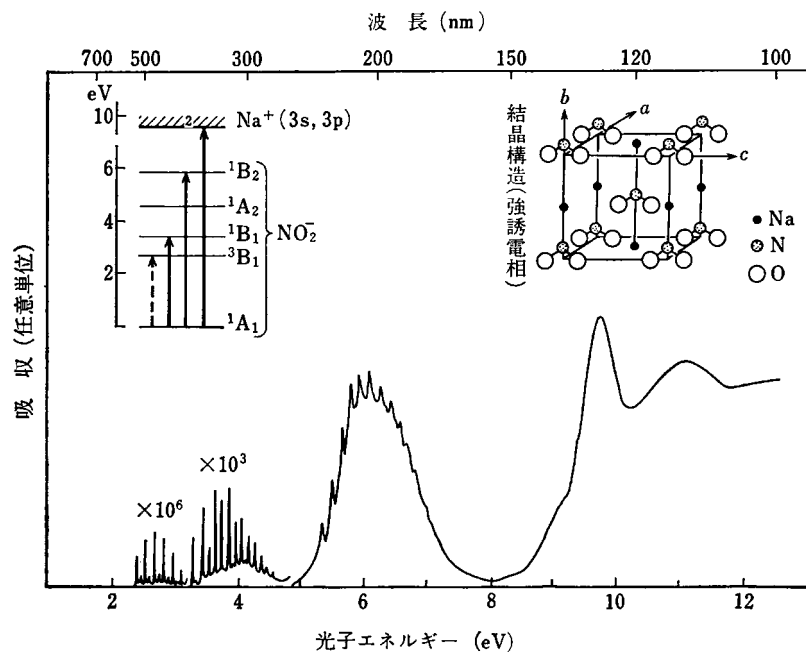 波 長 (nm)
700 500 300 200 150 120 100
eV
10
6
4
2
2
Na⁺(3s, 3p)
¹B₂
¹A₂
¹B₁
³B₁
¹A₁
NO₂⁻
結晶構造(強誘電相)
b
a
c
Na
N
O
吸 収 (任意単位)
×10⁶
×10³
2 4 6 8 10 12
光子エネルギー (eV)